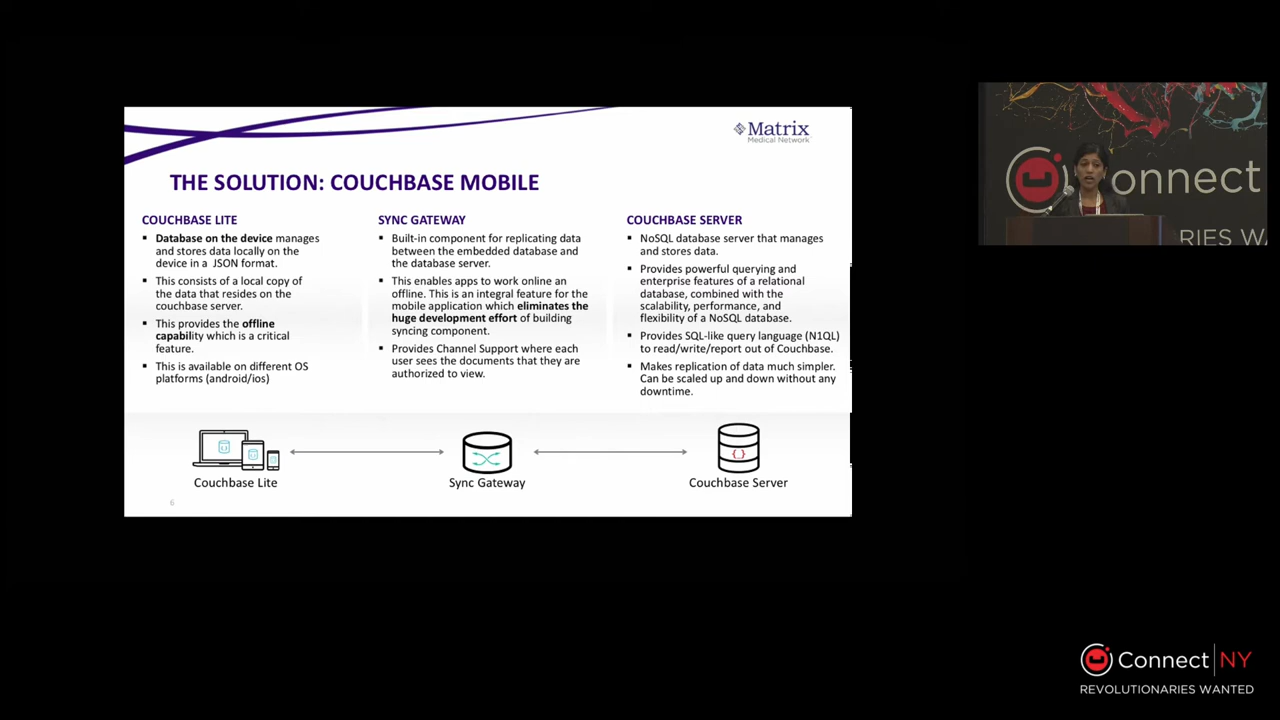 Matrix
Medical Network
THE SOLUTION: COUCHBASE MOBILE
COUCHBASE LITE
▪ Database on the device manages
and stores data locally on the
device in a JSON format.
▪ This consists of a local copy of
the data that resides on the
couchbase server.
▪ This provides the offline
capability which is a critical
feature.
▪ This is available on different OS
platforms (android/ios)
SYNC GATEWAY
▪ Built-in component for replicating data
between the embedded database and
the database server.
▪ This enables apps to work online an
offline. This is an integral feature for the
mobile application which eliminates the
huge development effort of building
syncing component.
▪ Provides Channel Support where each
user sees the documents that they are
authorized to view.
COUCHBASE SERVER
▪ NoSQL database server that manages
and stores data.
▪ Provides powerful querying and
enterprise features of a relational
database, combined with the
scalability, performance, and
flexibility of a NoSQL database.
▪ Provides SQL-like query language (N1QL)
to read/write/report out of Couchbase.
▪ Makes replication of data much simpler.
Can be scaled up and down without any
downtime.
{}
Couchbase Lite
Sync Gateway
Couchbase Server
6
onnect
RIES WA
Connect|NY
REVOLUTIONARIES WANTED